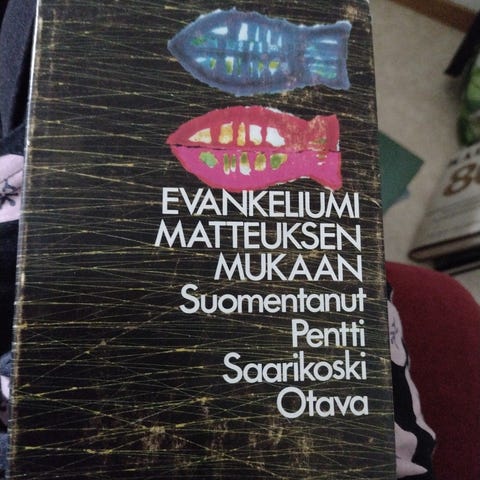 EVANKELIUMI
MATTEUKSEN
MUKAAN
Suomentanut
Pentti
Saarikoski
Otava